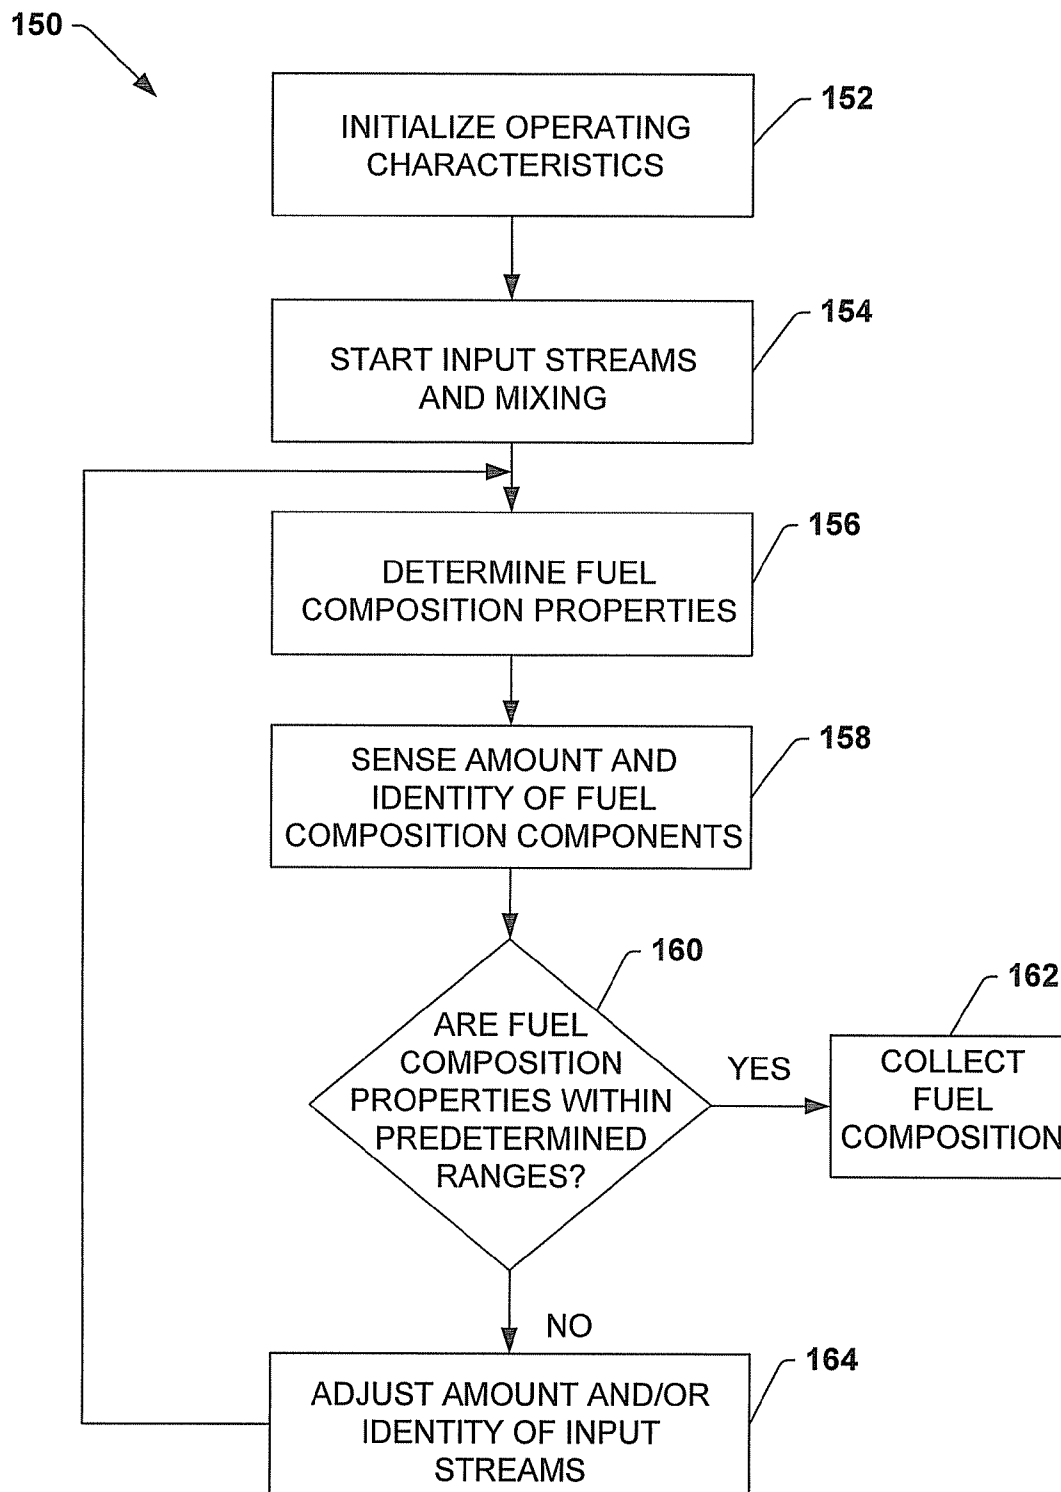 150
152
INITIALIZE OPERATING
CHARACTERISTICS
154
START INPUT STREAMS
AND MIXING
156
DETERMINE FUEL
COMPOSITION PROPERTIES
158
SENSE AMOUNT AND
IDENTITY OF FUEL
COMPOSITION COMPONENTS
160
ARE FUEL
COMPOSITION
PROPERTIES WITHIN
PREDETERMINED
RANGES?
YES
162
COLLECT
FUEL
COMPOSITION
NO
164
ADJUST AMOUNT AND/OR
IDENTITY OF INPUT
STREAMS